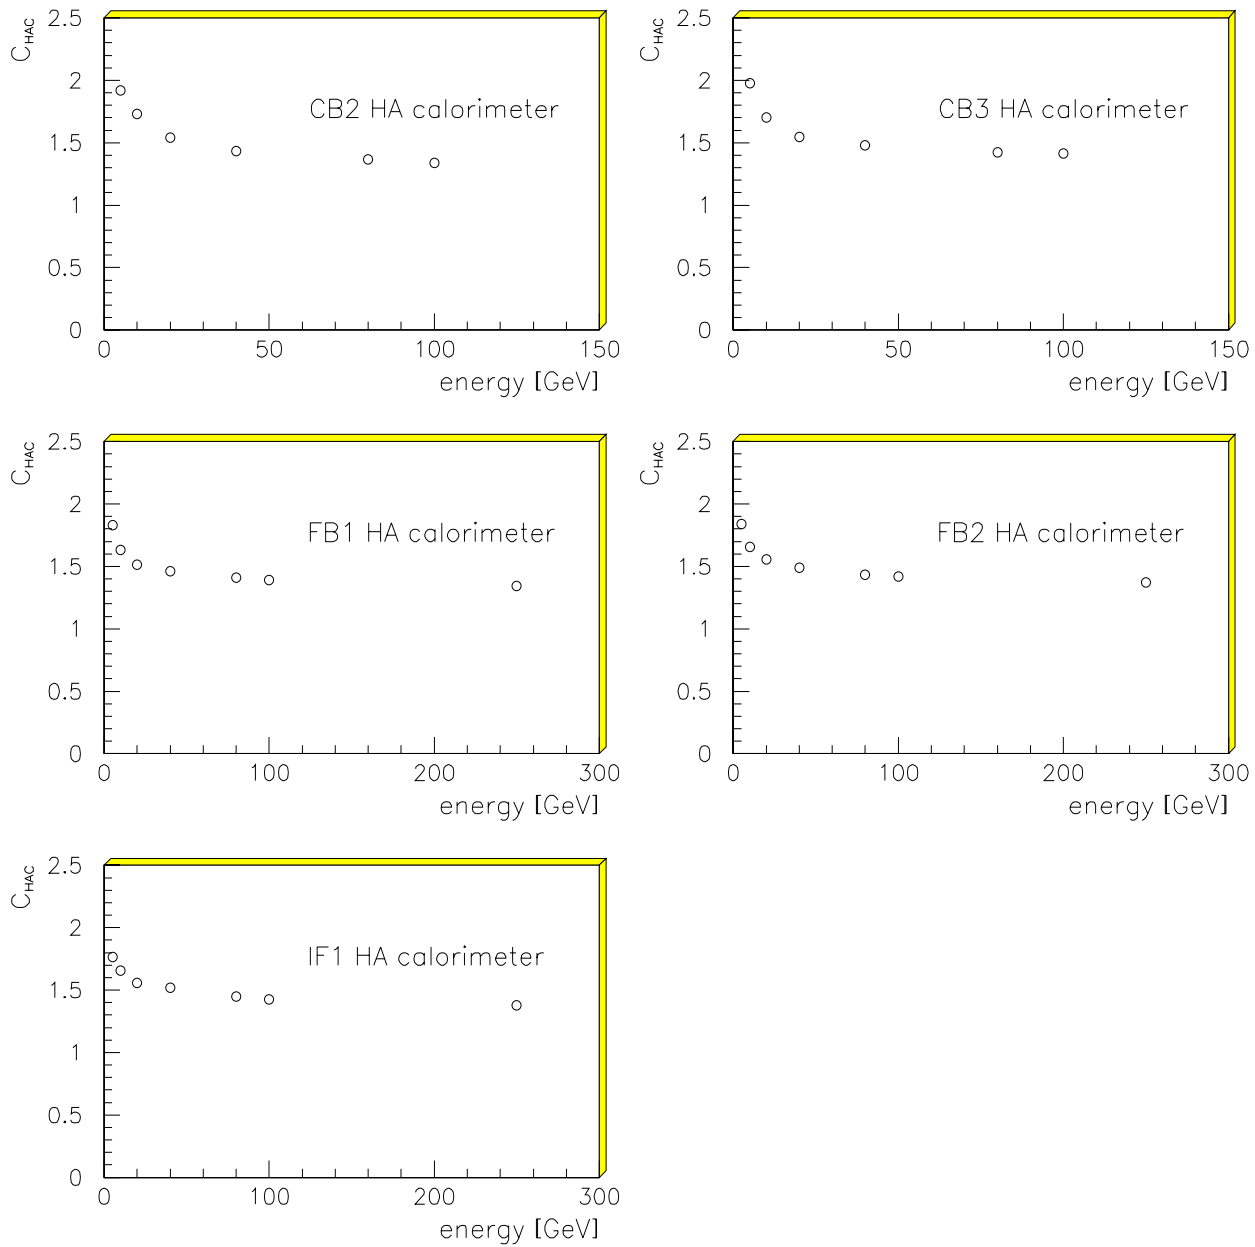 C_HAC
2.5
2
1.5
1
0.5
0
CB2 HA calorimeter
0 50 100 150
energy [GeV]
C_HAC
2.5
2
1.5
1
0.5
0
CB3 HA calorimeter
0 50 100 150
energy [GeV]
C_HAC
2.5
2
1.5
1
0.5
0
FB1 HA calorimeter
0 100 200 300
energy [GeV]
C_HAC
2.5
2
1.5
1
0.5
0
FB2 HA calorimeter
0 100 200 300
energy [GeV]
C_HAC
2.5
2
1.5
1
0.5
0
IF1 HA calorimeter
0 100 200 300
energy [GeV]